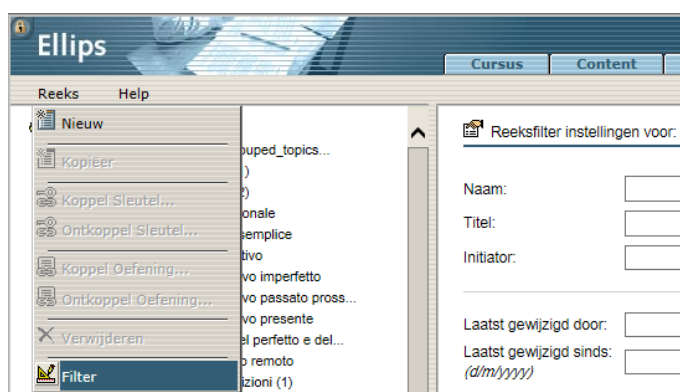 Ellips
Cursus Content
Reeks Help
Nieuw
Kopieer
Koppel Sleutel...
Ontkoppel Sleutel...
Koppel Oefening...
Ontkoppel Oefening...
Verwijderen
Filter
ouped_topics...
)
2)
onale
semplice
tivo
vo imperfetto
vo passato pross...
vo presente
el perfetto e del...
o remoto
izioni (1)
Reeksfilter instellingen voor:
Naam:
Titel:
Initiator:
Laatst gewijzigd door:
Laatst gewijzigd sinds:
(d/m/yyyy)